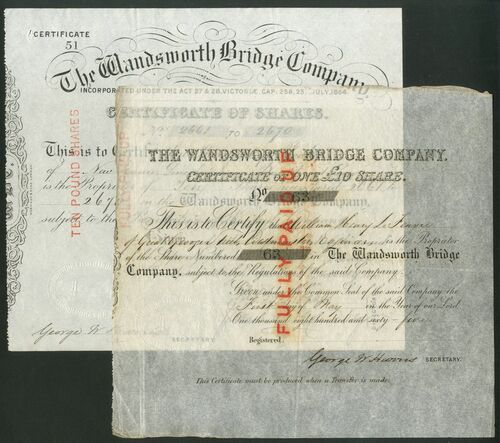 CERTIFICATE
51
The Wandsworth Bridge Company
INCORPORATED UNDER THE ACT 27 & 28, VICTORIÆ, CAP: 258, 25, JULY, 1864
CERTIFICATE OF SHARES.
No 2661 TO 2670
TEN POUND SHARES
This is to Certify
of New
is the Proprietor of
2670
subject to the
George W.
SECRETARY
THE WANDSWORTH BRIDGE COMPANY.
CERTIFICATE OF ONE £10 SHARE.
No 63
FULLY PAID UP
This is to Certify that William Henry
of Great George Street Westminster is the Proprietor
of the Share Numbered 63 in The Wandsworth Bridge
Company, subject to the Regulations of the said Company.
Given under the Common Seal of the said Company the
First day of May in the Year of our Lord
One thousand eight hundred and sixty-five
Registered.
George W. SECRETARY.
This Certificate must be produced when a Transfer is made.